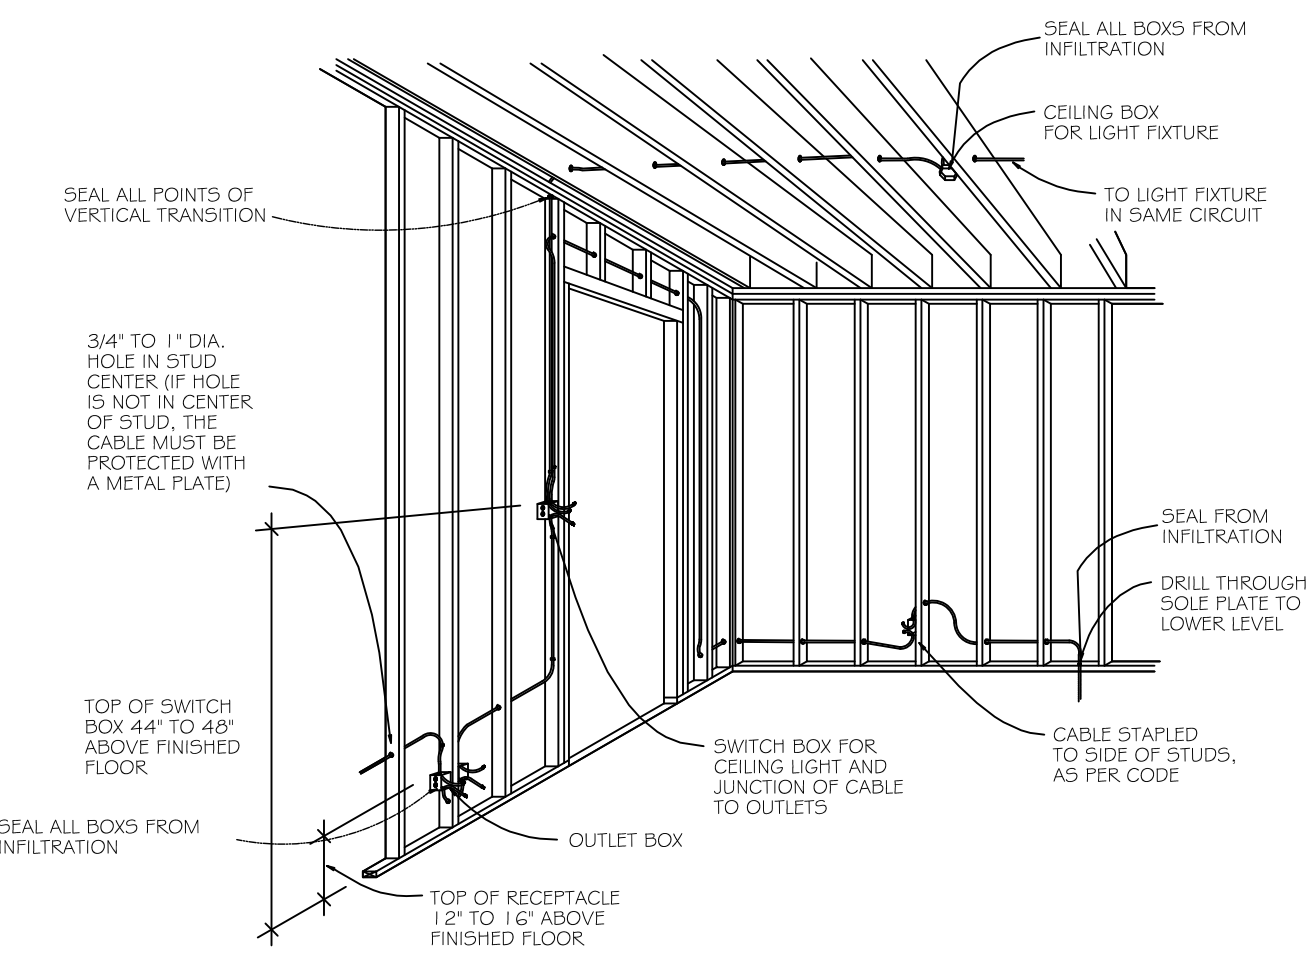 SEAL ALL BOXS FROM
INFILTRATION
CEILING BOX
FOR LIGHT FIXTURE
SEAL ALL POINTS OF
VERTICAL TRANSITION
TO LIGHT FIXTURE
IN SAME CIRCUIT
3/4" TO 1" DIA.
HOLE IN STUD
CENTER (IF HOLE
IS NOT IN CENTER
OF STUD, THE
CABLE MUST BE
PROTECTED WITH
A METAL PLATE)
SEAL FROM
INFILTRATION
DRILL THROUGH
SOLE PLATE TO
LOWER LEVEL
TOP OF SWITCH
BOX 44" TO 48"
ABOVE FINISHED
FLOOR
SWITCH BOX FOR
CEILING LIGHT AND
JUNCTION OF CABLE
TO OUTLETS
CABLE STAPLED
TO SIDE OF STUDS,
AS PER CODE
SEAL ALL BOXS FROM
INFILTRATION
OUTLET BOX
TOP OF RECEPTACLE
12" TO 16" ABOVE
FINISHED FLOOR